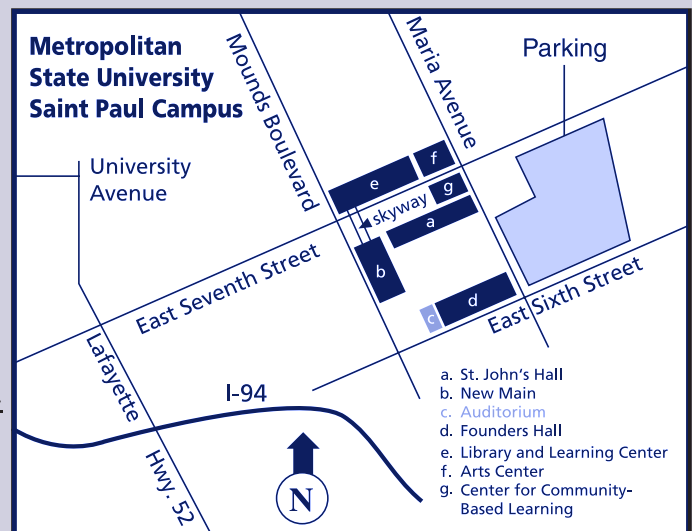 Metropolitan
State University
Saint Paul Campus
Mounds Boulevard
Maria Avenue
Parking
University
Avenue
e
f
g
skyway
a
b
East Seventh Street
d
c
East Sixth Street
Lafayette
Hwy. 52
I-94
N
a. St. John's Hall
b. New Main
c. Auditorium
d. Founders Hall
e. Library and Learning Center
f. Arts Center
g. Center for Community-
Based Learning